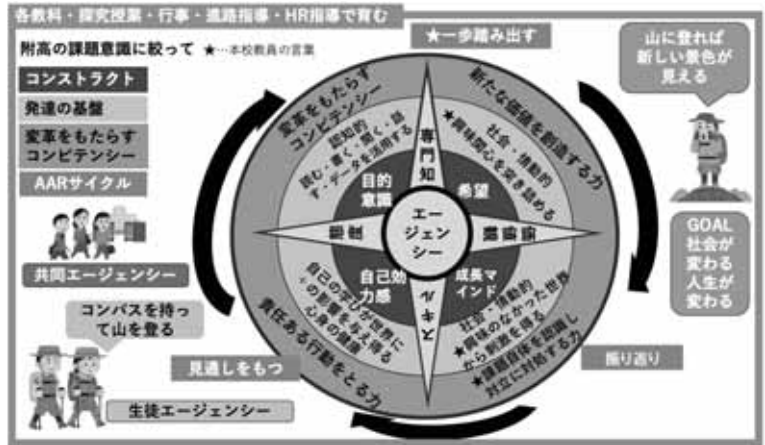 各教科・探究授業・行事・進路指導・HR指導で育む
附高の課題意識に絞って ★…本校教員の言葉
コンストラクト
発達の基盤
変革をもたらす
コンピテンシー
AARサイクル
共同エージェンシー
コンパスを持っ
て山を登る
生徒エージェンシー
見通しをもつ
★一歩踏み出す
振り返り
山に登れば
新しい景色が
見える
GOAL
社会が
変わる
人生が
変わる
変革をもたらす
コンピテンシー
新たな価値を創造する力
責任ある行動をとる力
★課題自体を認識し
対立に対処する力
認知的
読む・書く・聞く・話
す・データを活用する
社会・情動的
★興味関心を突き詰める
自己の学びが世界に
+の影響を与え得る
心身の健康
社会・情動的
★興味のなかった世界
から刺激を得る
専門知
スキル
態度
目的
意識
希望
自己効
力感
成長マ
インド
エー
ジェン
シー